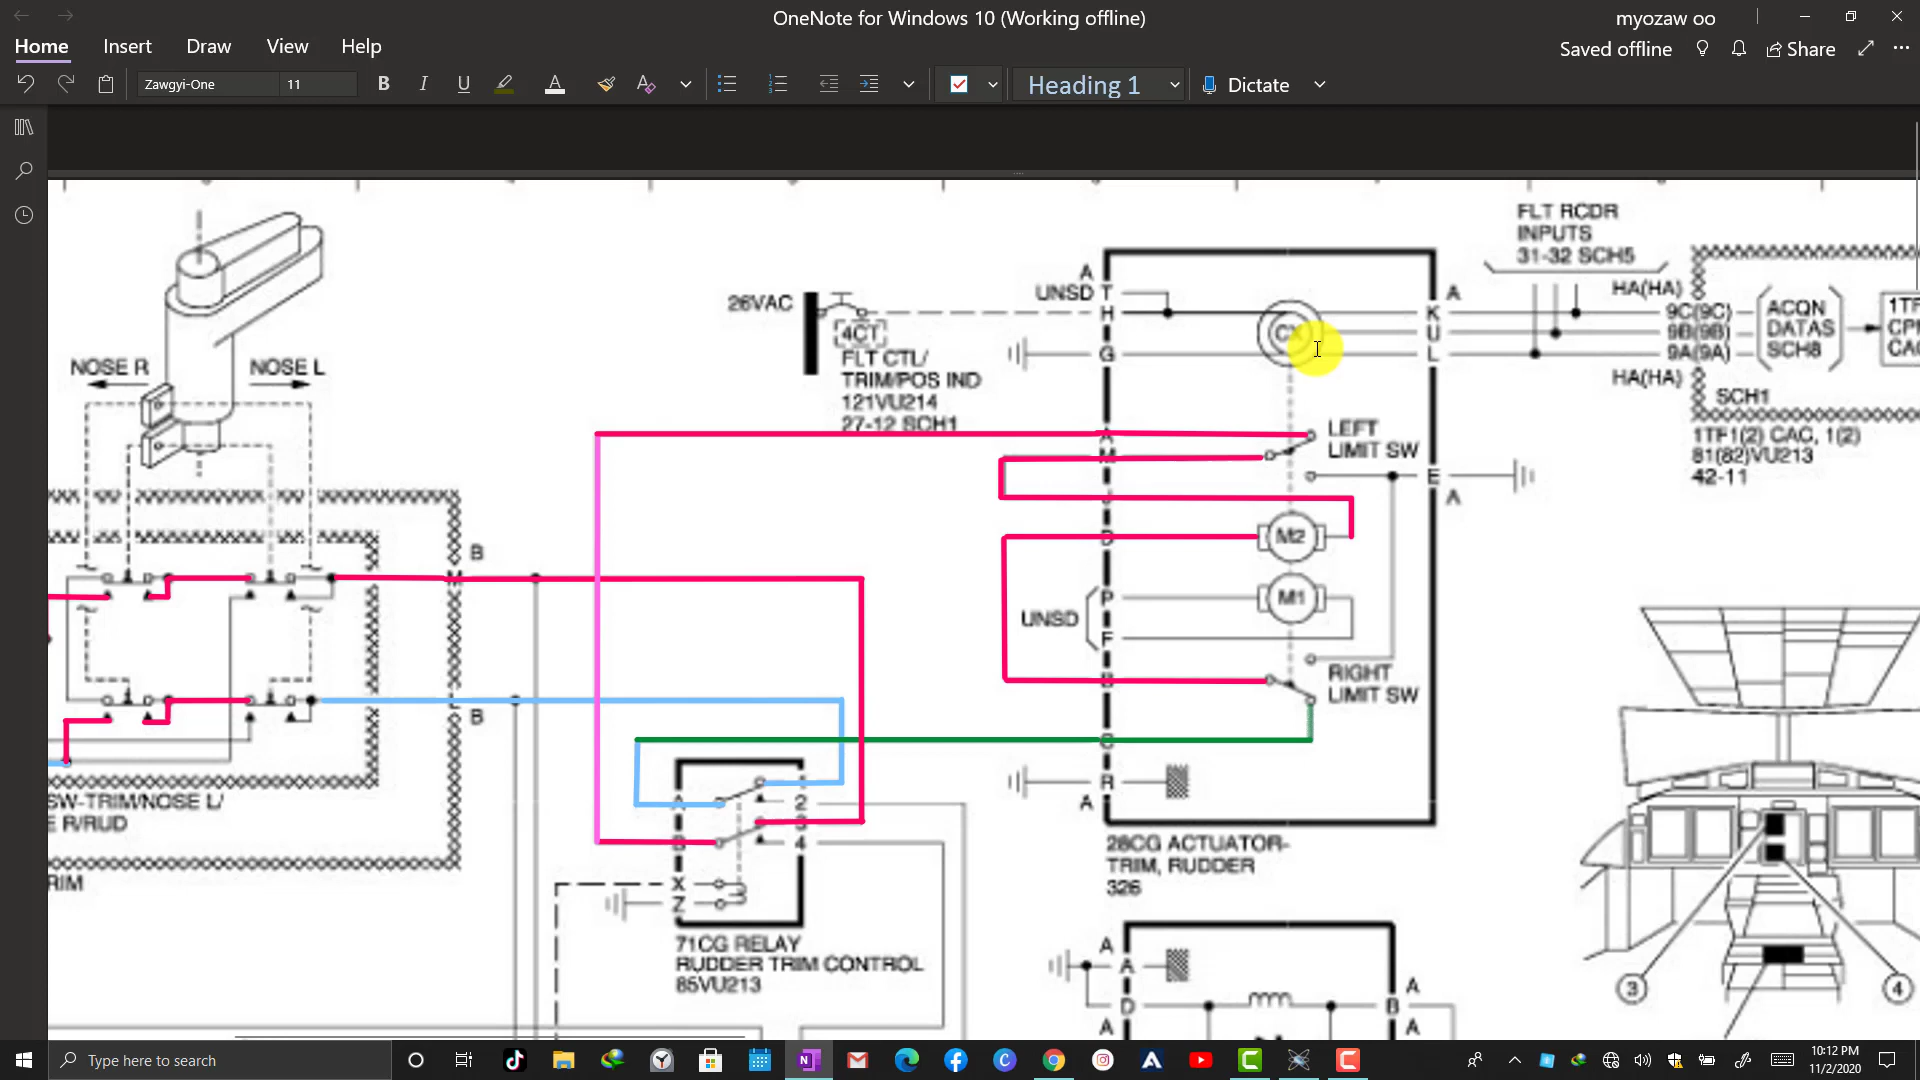 OneNote for Windows 10 (Working offline)
myozaw oo
Home Insert Draw View Help
Saved offline
Share
Zawgyi-One
11
B I U
Heading 1
Dictate
NOSE R
NOSE L
26VAC
4CT
FLT CTL/
TRIM/POS IND
121VU214
27-12 SCH1
A
UNSD T
H
G
CX
FLT RCDR
INPUTS
31-32 SCH5
A
K
U
L
HA(HA)
9C(9C)
9B(9B)
9A(9A)
HA(HA)
ACQN
DATAS
SCH8
SCH1
1TF1(2) CAC, 1(2)
81(82)VU213
42-11
LEFT
LIMIT SW
A
M
E
A
M2
D
M1
P
UNSD
F
B
RIGHT
LIMIT SW
C
R
A
28CG ACTUATOR-
TRIM, RUDDER
326
B
B
SW-TRIM/NOSE L/
E R/RUD
RIM
A
1
2
3
B
4
X
Z
71CG RELAY
RUDDER TRIM CONTROL
85VU213
A
A
D
A
A
B
A
3
4
Type here to search
10:12 PM
11/2/2020